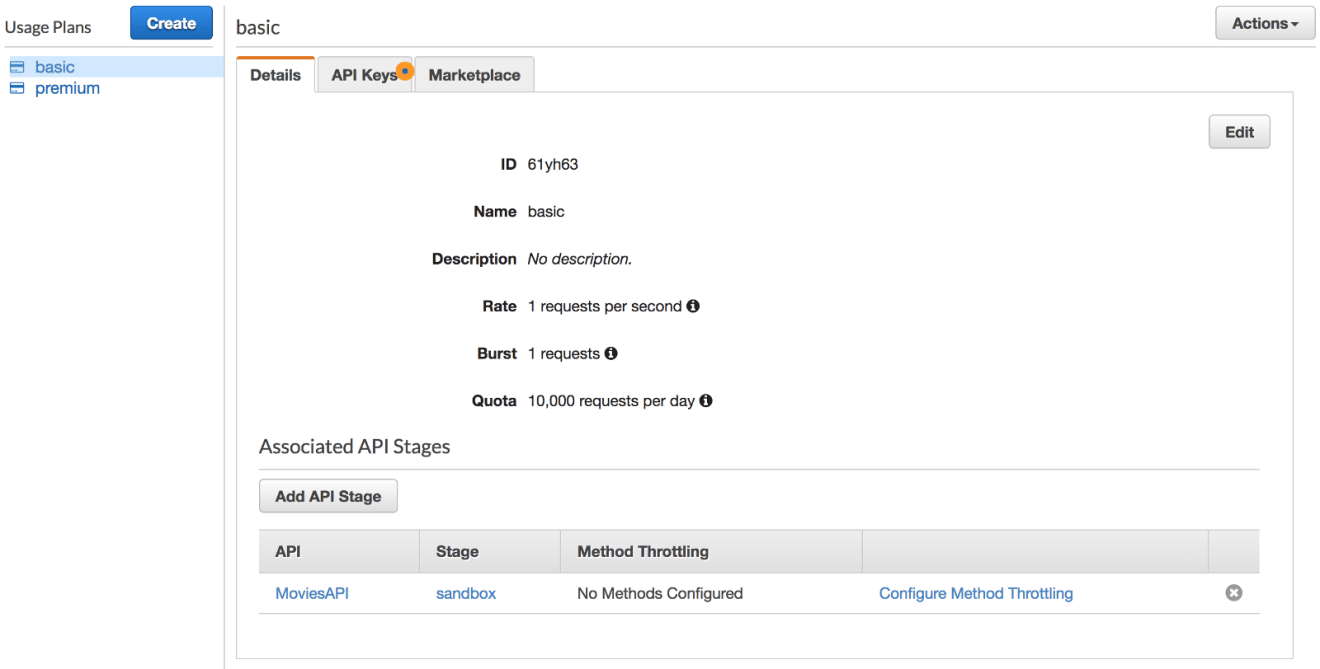 Usage Plans
Create
basic
premium
basic
Actions
Details
API Keys
Marketplace
Edit
ID 61yh63
Name basic
Description No description.
Rate 1 requests per second
Burst 1 requests
Quota 10,000 requests per day
Associated API Stages
Add API Stage
API Stage Method Throttling
MoviesAPI sandbox No Methods Configured Configure Method Throttling